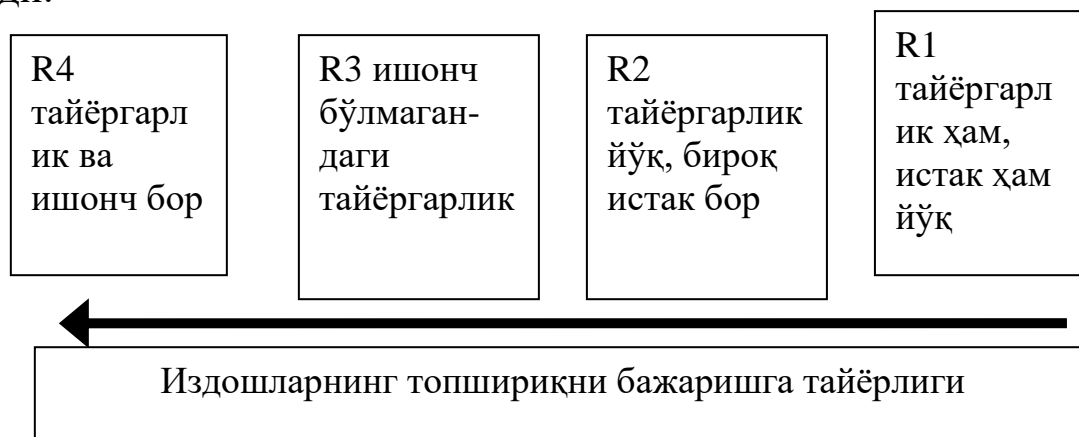 ди.
R4
тайёргарл
ик ва
ишонч бор
R3 ишонч
бўлмаган-
даги
тайёргарлик
R2
тайёргарлик
йўқ, бироқ
истак бор
R1
тайёргарл
ик ҳам,
истак ҳам
йўқ
Издошларнинг топшириқни бажаришга тайёрлиги